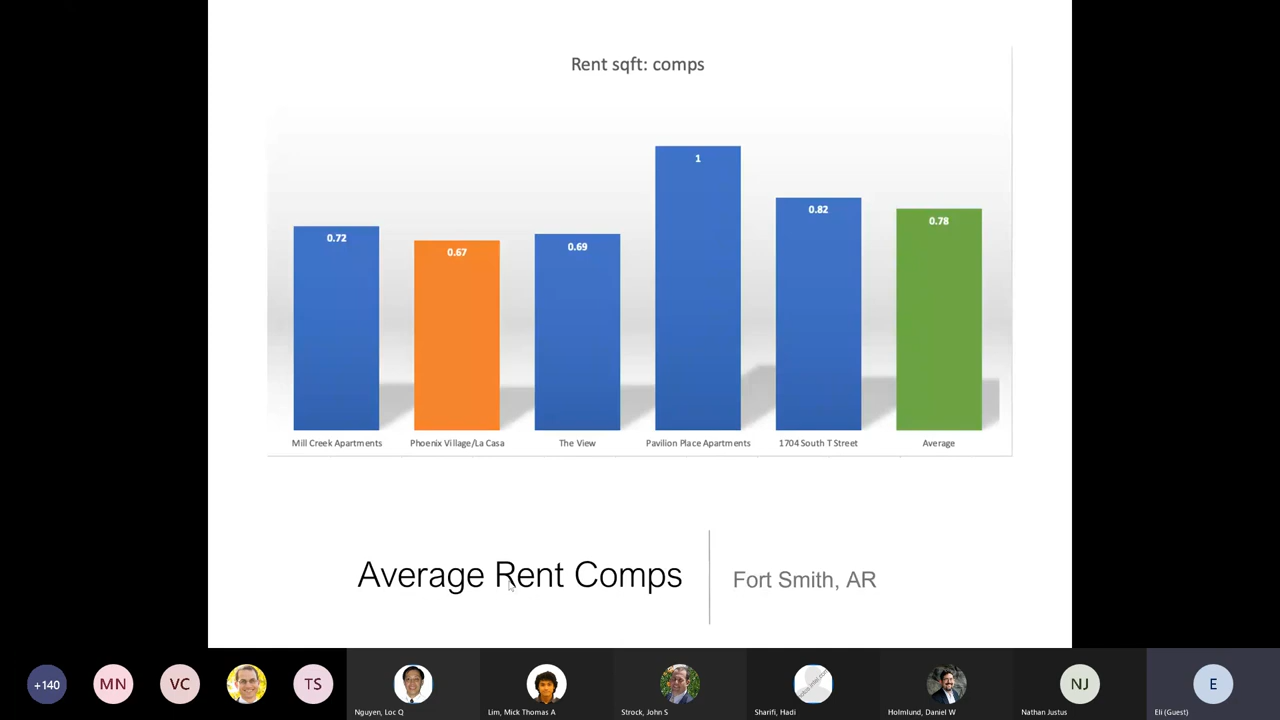 Rent sqft: comps
1
0.82
0.78
0.72
0.69
0.67
Mill Creek Apartments
Phoenix Village/La Casa
The View
Pavilion Place Apartments
1704 South T Street
Average
Average Rent Comps
Fort Smith, AR
+140
MN
VC
TS
NJ
E
Nguyen, Loc Q
Lim, Mick Thomas A
Strock, John S
Sharifi, Hadi
Holmlund, Daniel W
Nathan Justus
Eli (Guest)